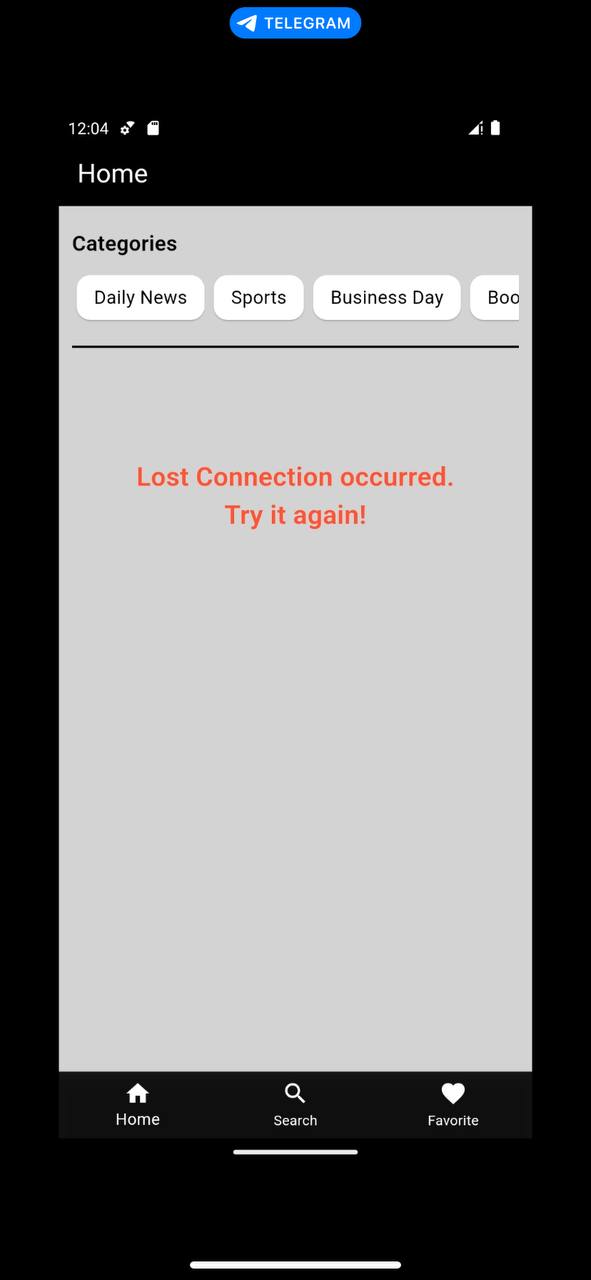 TELEGRAM
12:04
Home
Categories
Daily News Sports Business Day Boo
Lost Connection occurred.
Try it again!
Home Search Favorite